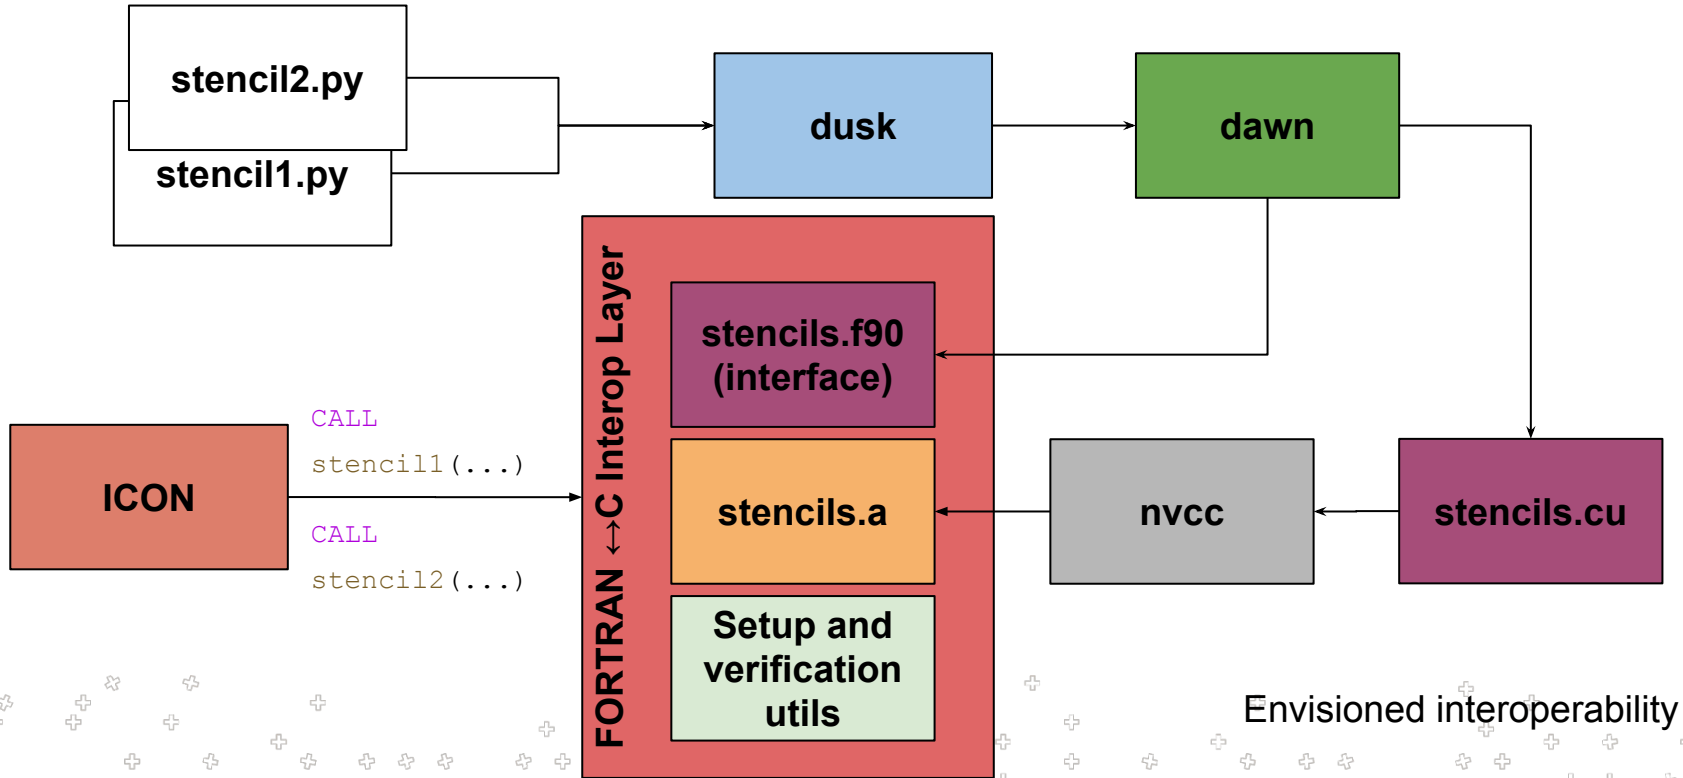 stencil2.py
stencil1.py
dusk
dawn
FORTRAN ↔C Interop Layer
stencils.f90
(interface)
CALL
stencil1(...)
ICON
CALL
stencil2(...)
stencils.a
nvcc
stencils.cu
Setup and
verification
utils
Envisioned interoperability